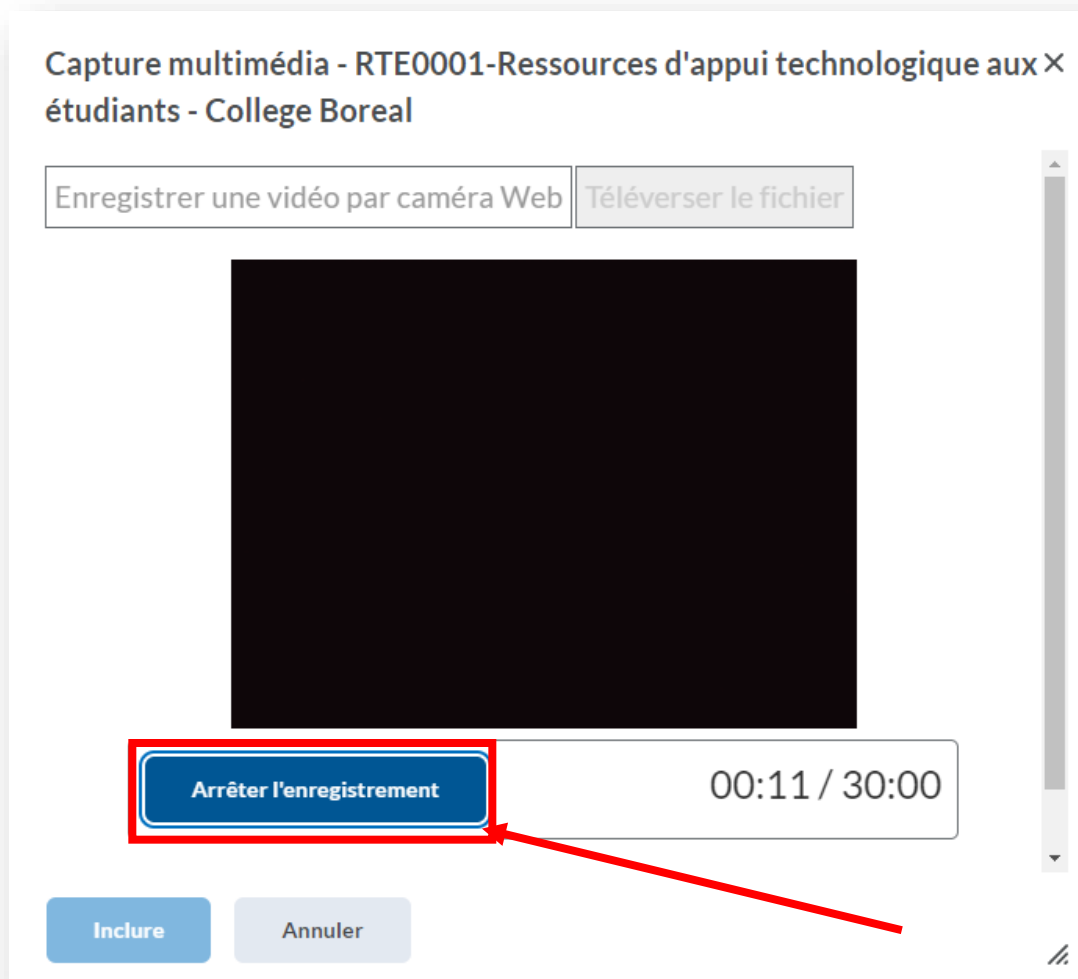 Capture multimédia - RTE0001-Ressources d'appui technologique aux
étudiants - College Boreal
Enregistrer une vidéo par caméra Web Téléverser le fichier
Arrêter l'enregistrement 00:11 / 30:00
Inclure Annuler